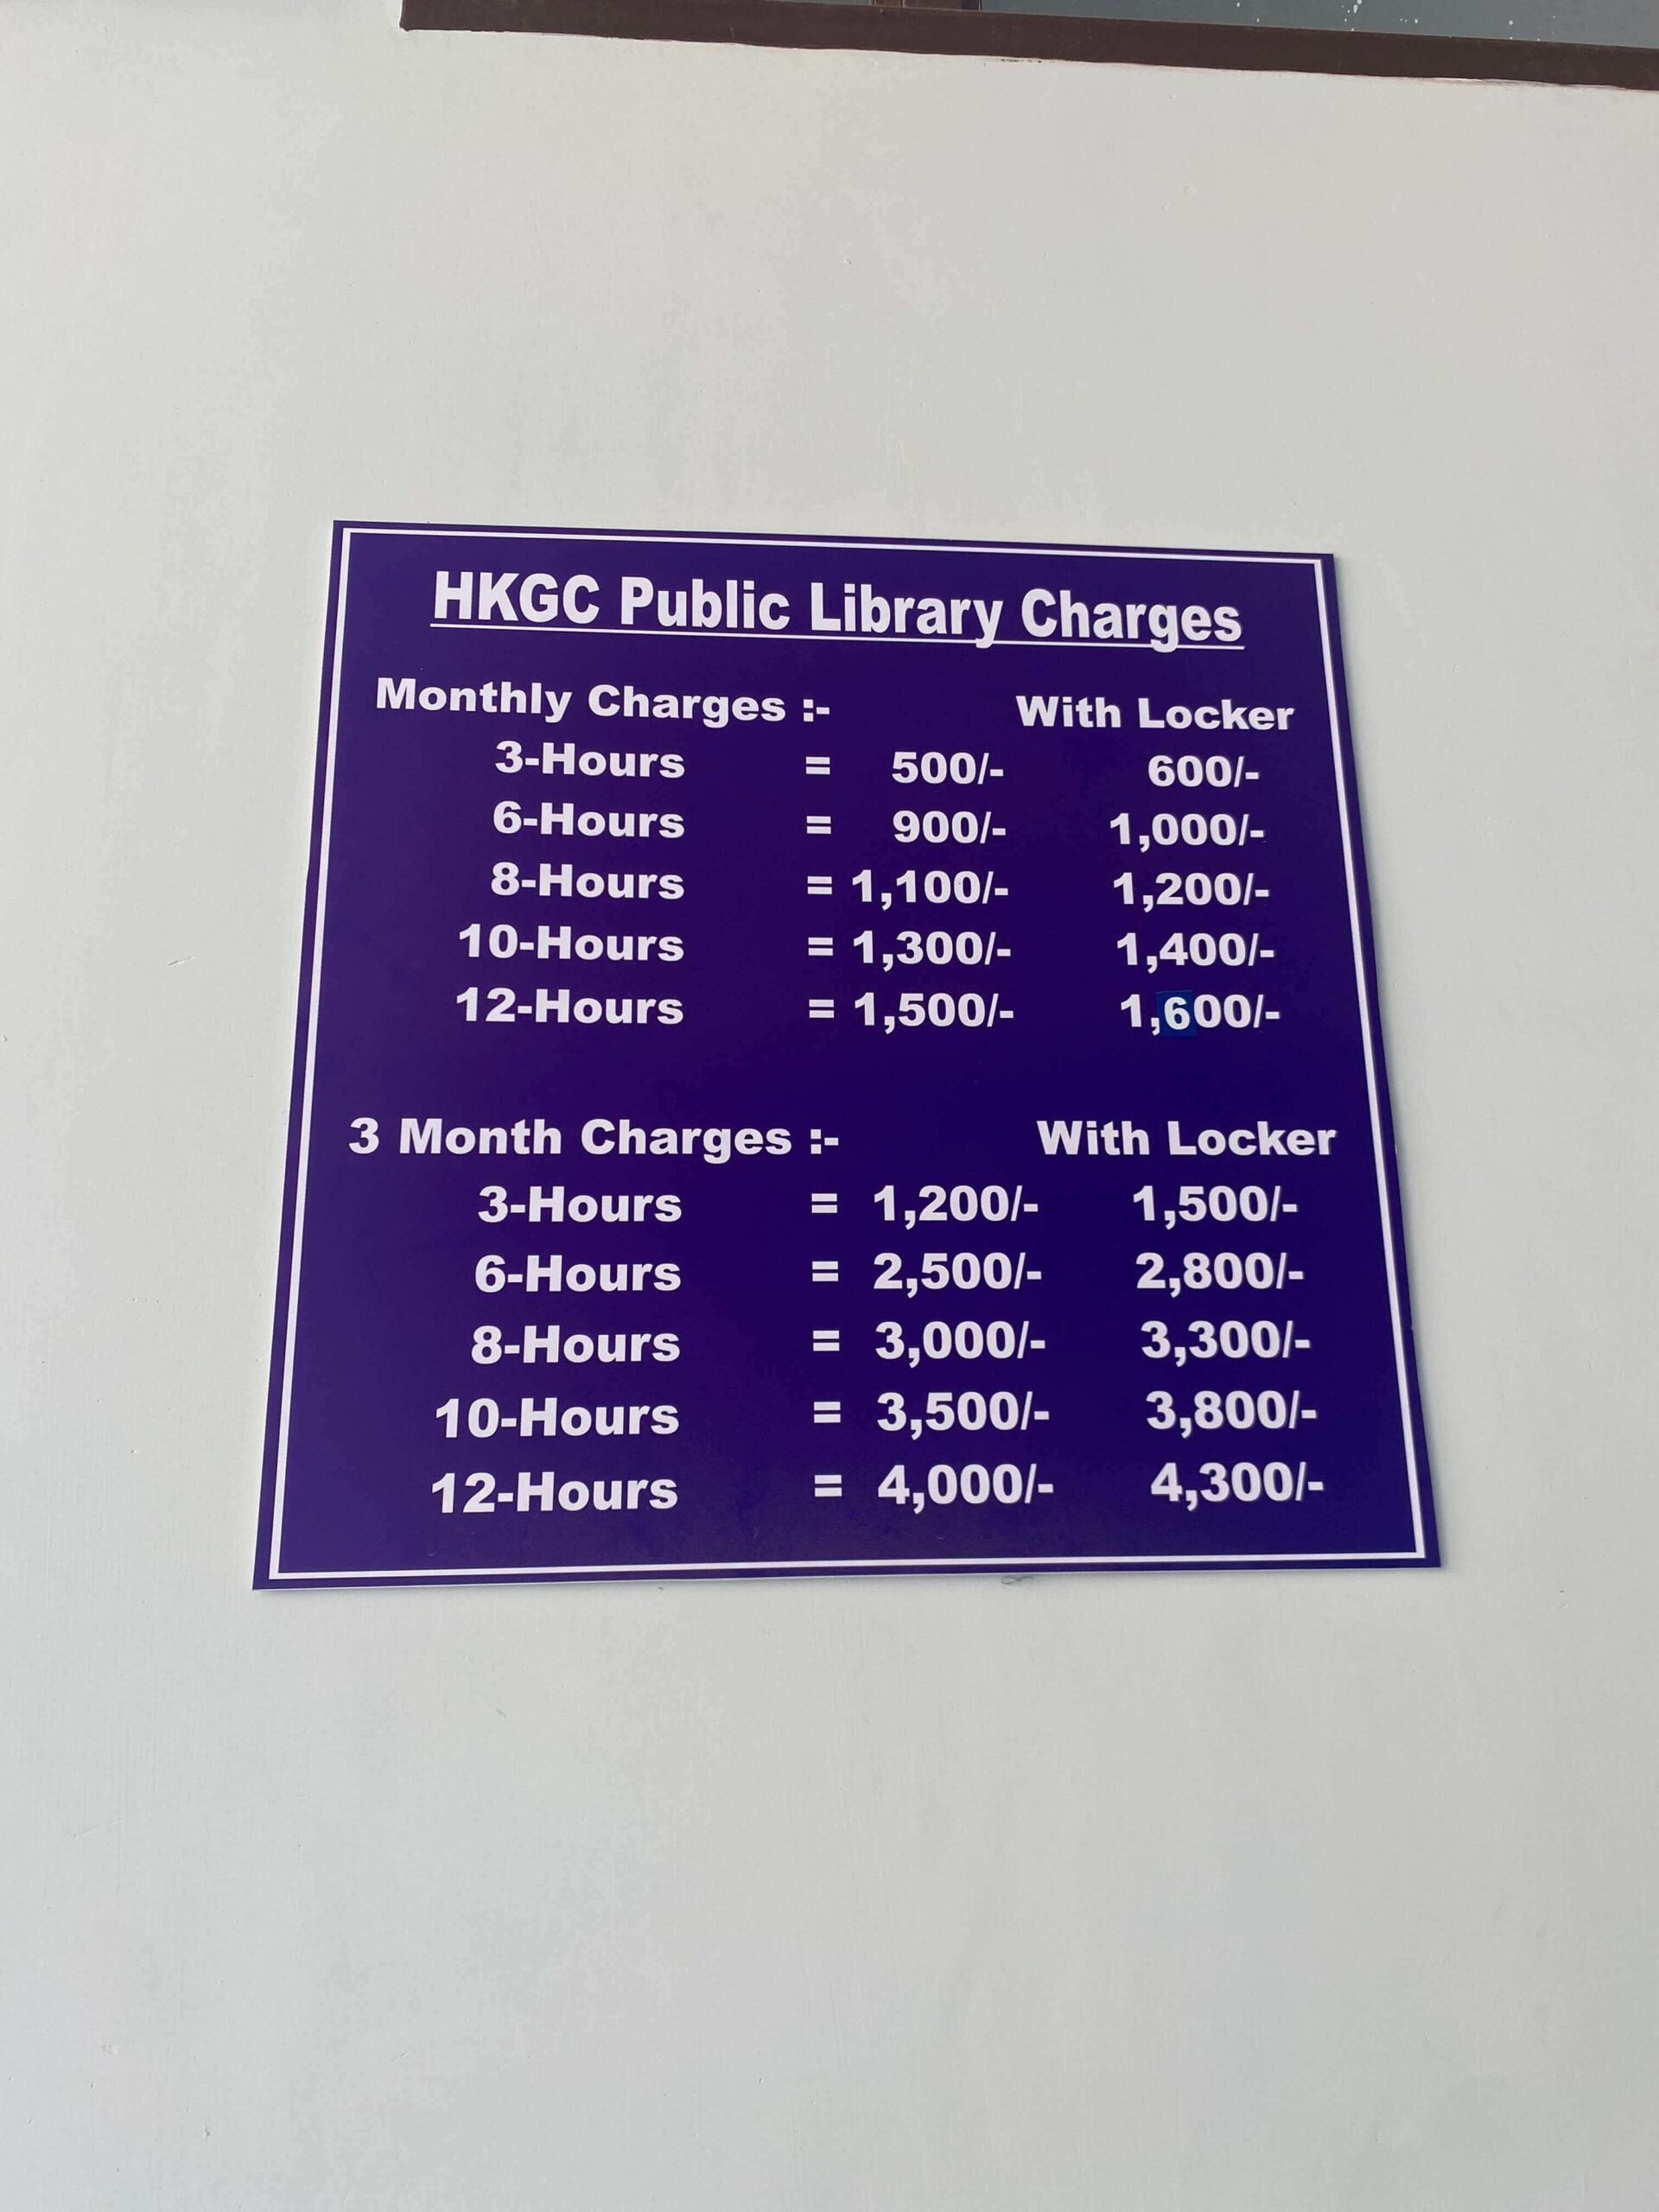 HKGC Public Library Charges
Monthly Charges :- With Locker
3-Hours = 500/- 600/-
6-Hours = 900/- 1,000/-
8-Hours = 1,100/- 1,200/-
10-Hours = 1,300/- 1,400/-
12-Hours = 1,500/- 1,600/-
3 Month Charges :- With Locker
3-Hours = 1,200/- 1,500/-
6-Hours = 2,500/- 2,800/-
8-Hours = 3,000/- 3,300/-
10-Hours = 3,500/- 3,800/-
12-Hours = 4,000/- 4,300/-